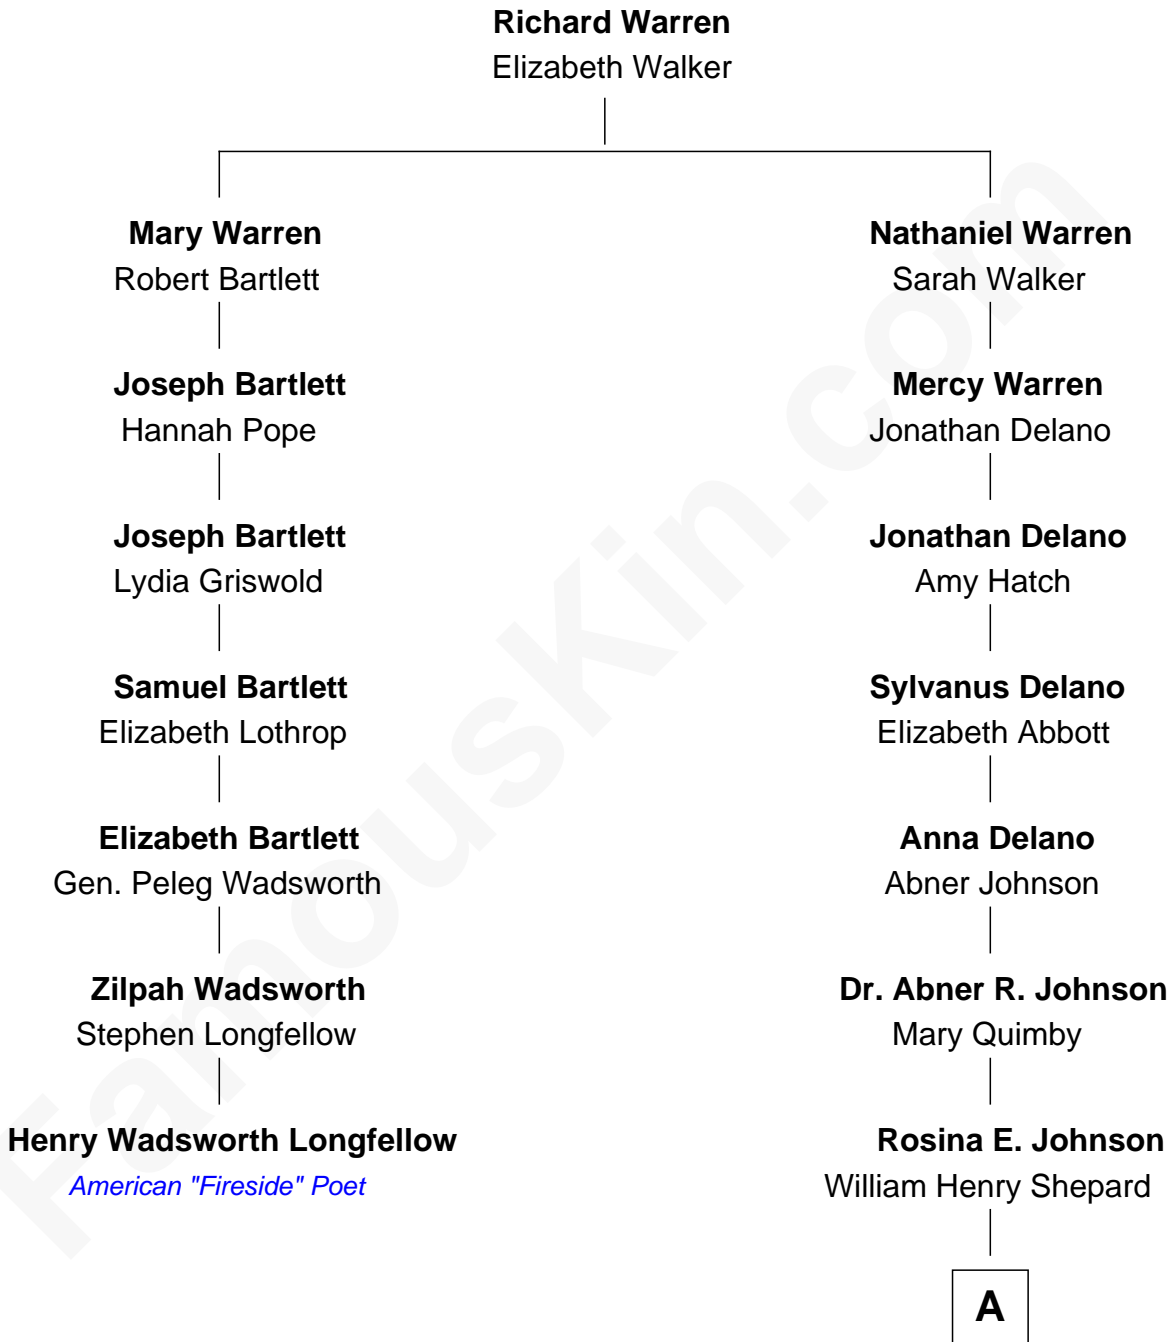 Richard Warren
Elizabeth Walker
Mary Warren
Robert Bartlett
Nathaniel Warren
Sarah Walker
Joseph Bartlett
Hannah Pope
Mercy Warren
Jonathan Delano
Joseph Bartlett
Lydia Griswold
Jonathan Delano
Amy Hatch
Samuel Bartlett
Elizabeth Lothrop
Sylvanus Delano
Elizabeth Abbott
Elizabeth Bartlett
Gen. Peleg Wadsworth
Anna Delano
Abner Johnson
Zilpah Wadsworth
Stephen Longfellow
Dr. Abner R. Johnson
Mary Quimby
Henry Wadsworth Longfellow
American "Fireside" Poet
Rosina E. Johnson
William Henry Shepard
A
FamousKin.com